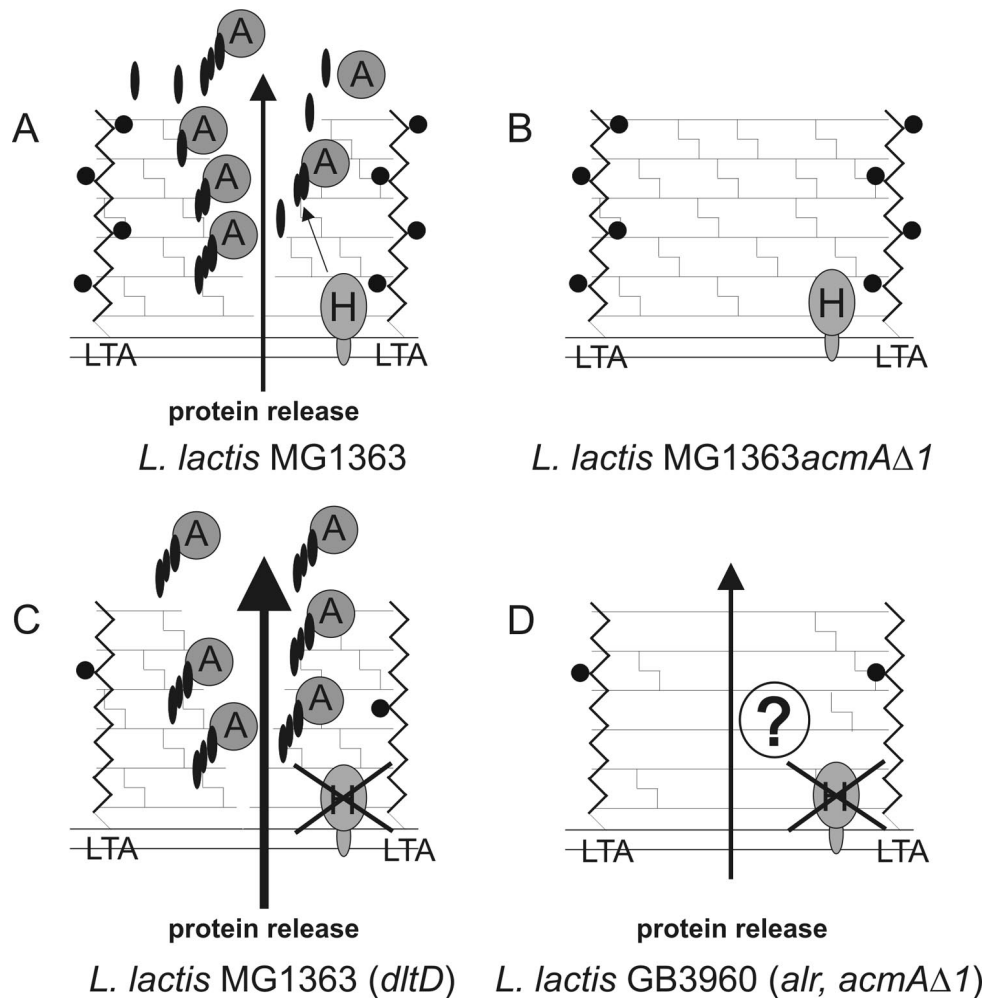 A
A
A
A
A
A
A
A
H
LTA
LTA
protein release
L. lactis MG1363
B
H
LTA
LTA
L. lactis MG1363acmAΔ1
C
A
A
A
A
A
A
H
LTA
LTA
protein release
L. lactis MG1363 (dltD)
D
?
H
LTA
LTA
protein release
L. lactis GB3960 (alr, acmAΔ1)